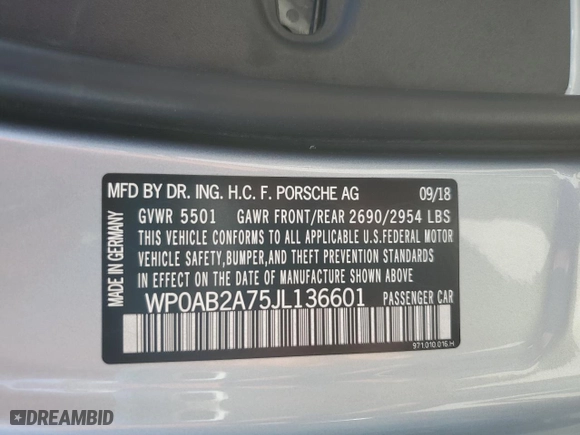 MFD BY DR. ING. H.C. F. PORSCHE AG 09/18
GVWR 5501 GAWR FRONT/REAR 2690/2954 LBS
THIS VEHICLE CONFORMS TO ALL APPLICABLE U.S.FEDERAL MOTOR
VEHICLE SAFETY,BUMPER,AND THEFT PREVENTION STANDARDS
IN EFFECT ON THE DATE OF MANUFACTURE SHOWN ABOVE.
WP0AB2A75JL136601 PASSENGER CAR
MADE IN GERMANY
971.010.016.H
DREAMBID